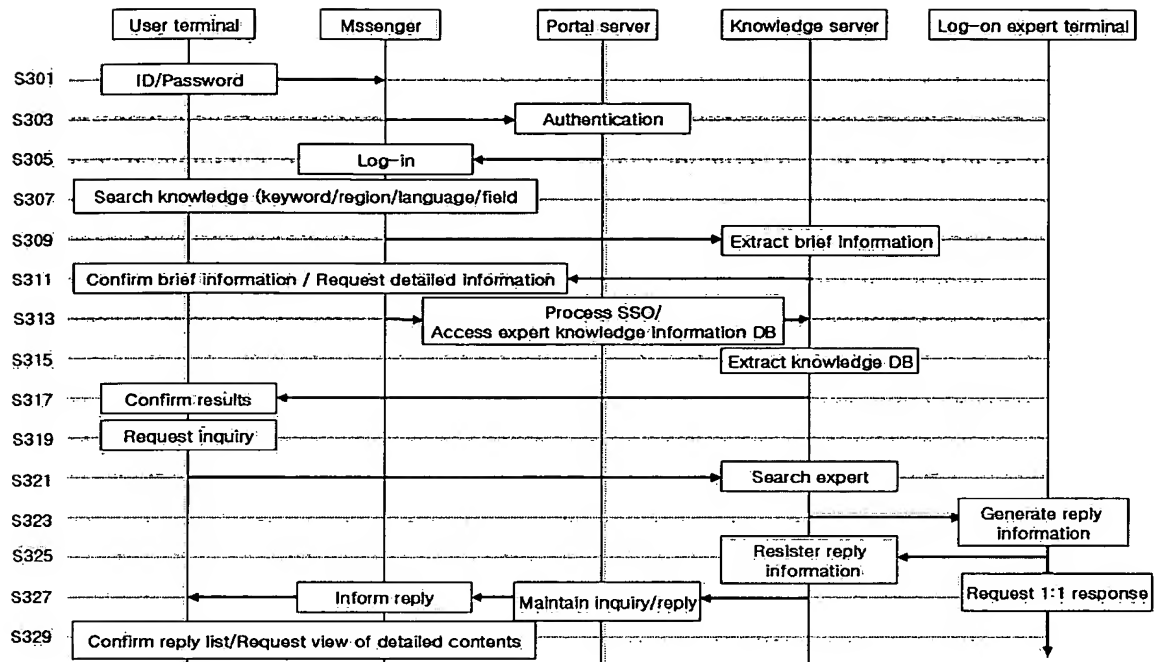 User terminal
Mssenger
Portal server
Knowledge server
Log-on expert terminal
S301
ID/Password
S303
Authentication
S305
Log-in
S307
Search knowledge (keyword/region/language/field
S309
Extract brief Information
S311
Confirm brief information / Request detailed information
S313
Process SSO/
Access expert knowledge information DB
S315
Extract knowledge DB
S317
Confirm results
S319
Request inquiry
S321
Search expert
S323
Generate reply
information
S325
Resister reply
information
S327
Inform reply
Maintain inquiry/reply
Request 1:1 response
S329
Confirm reply list/Request view of detailed contents